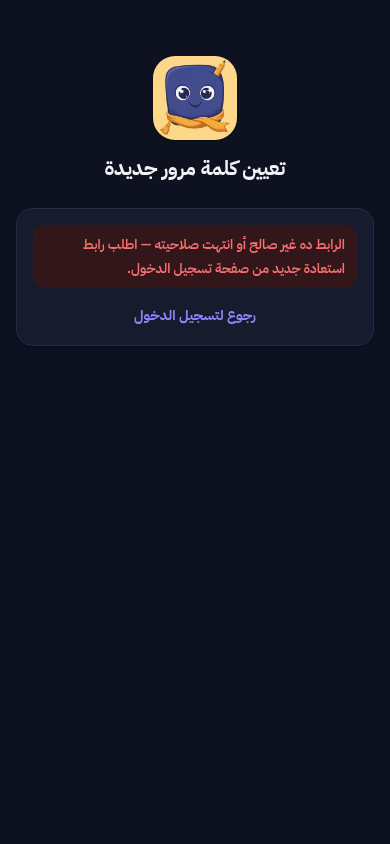 تعيين كلمة مرور جديدة
الرابط ده غير صالح أو انتهت صلاحيته — اطلب رابط
استعادة جديد من صفحة تسجيل الدخول.
رجوع لتسجيل الدخول